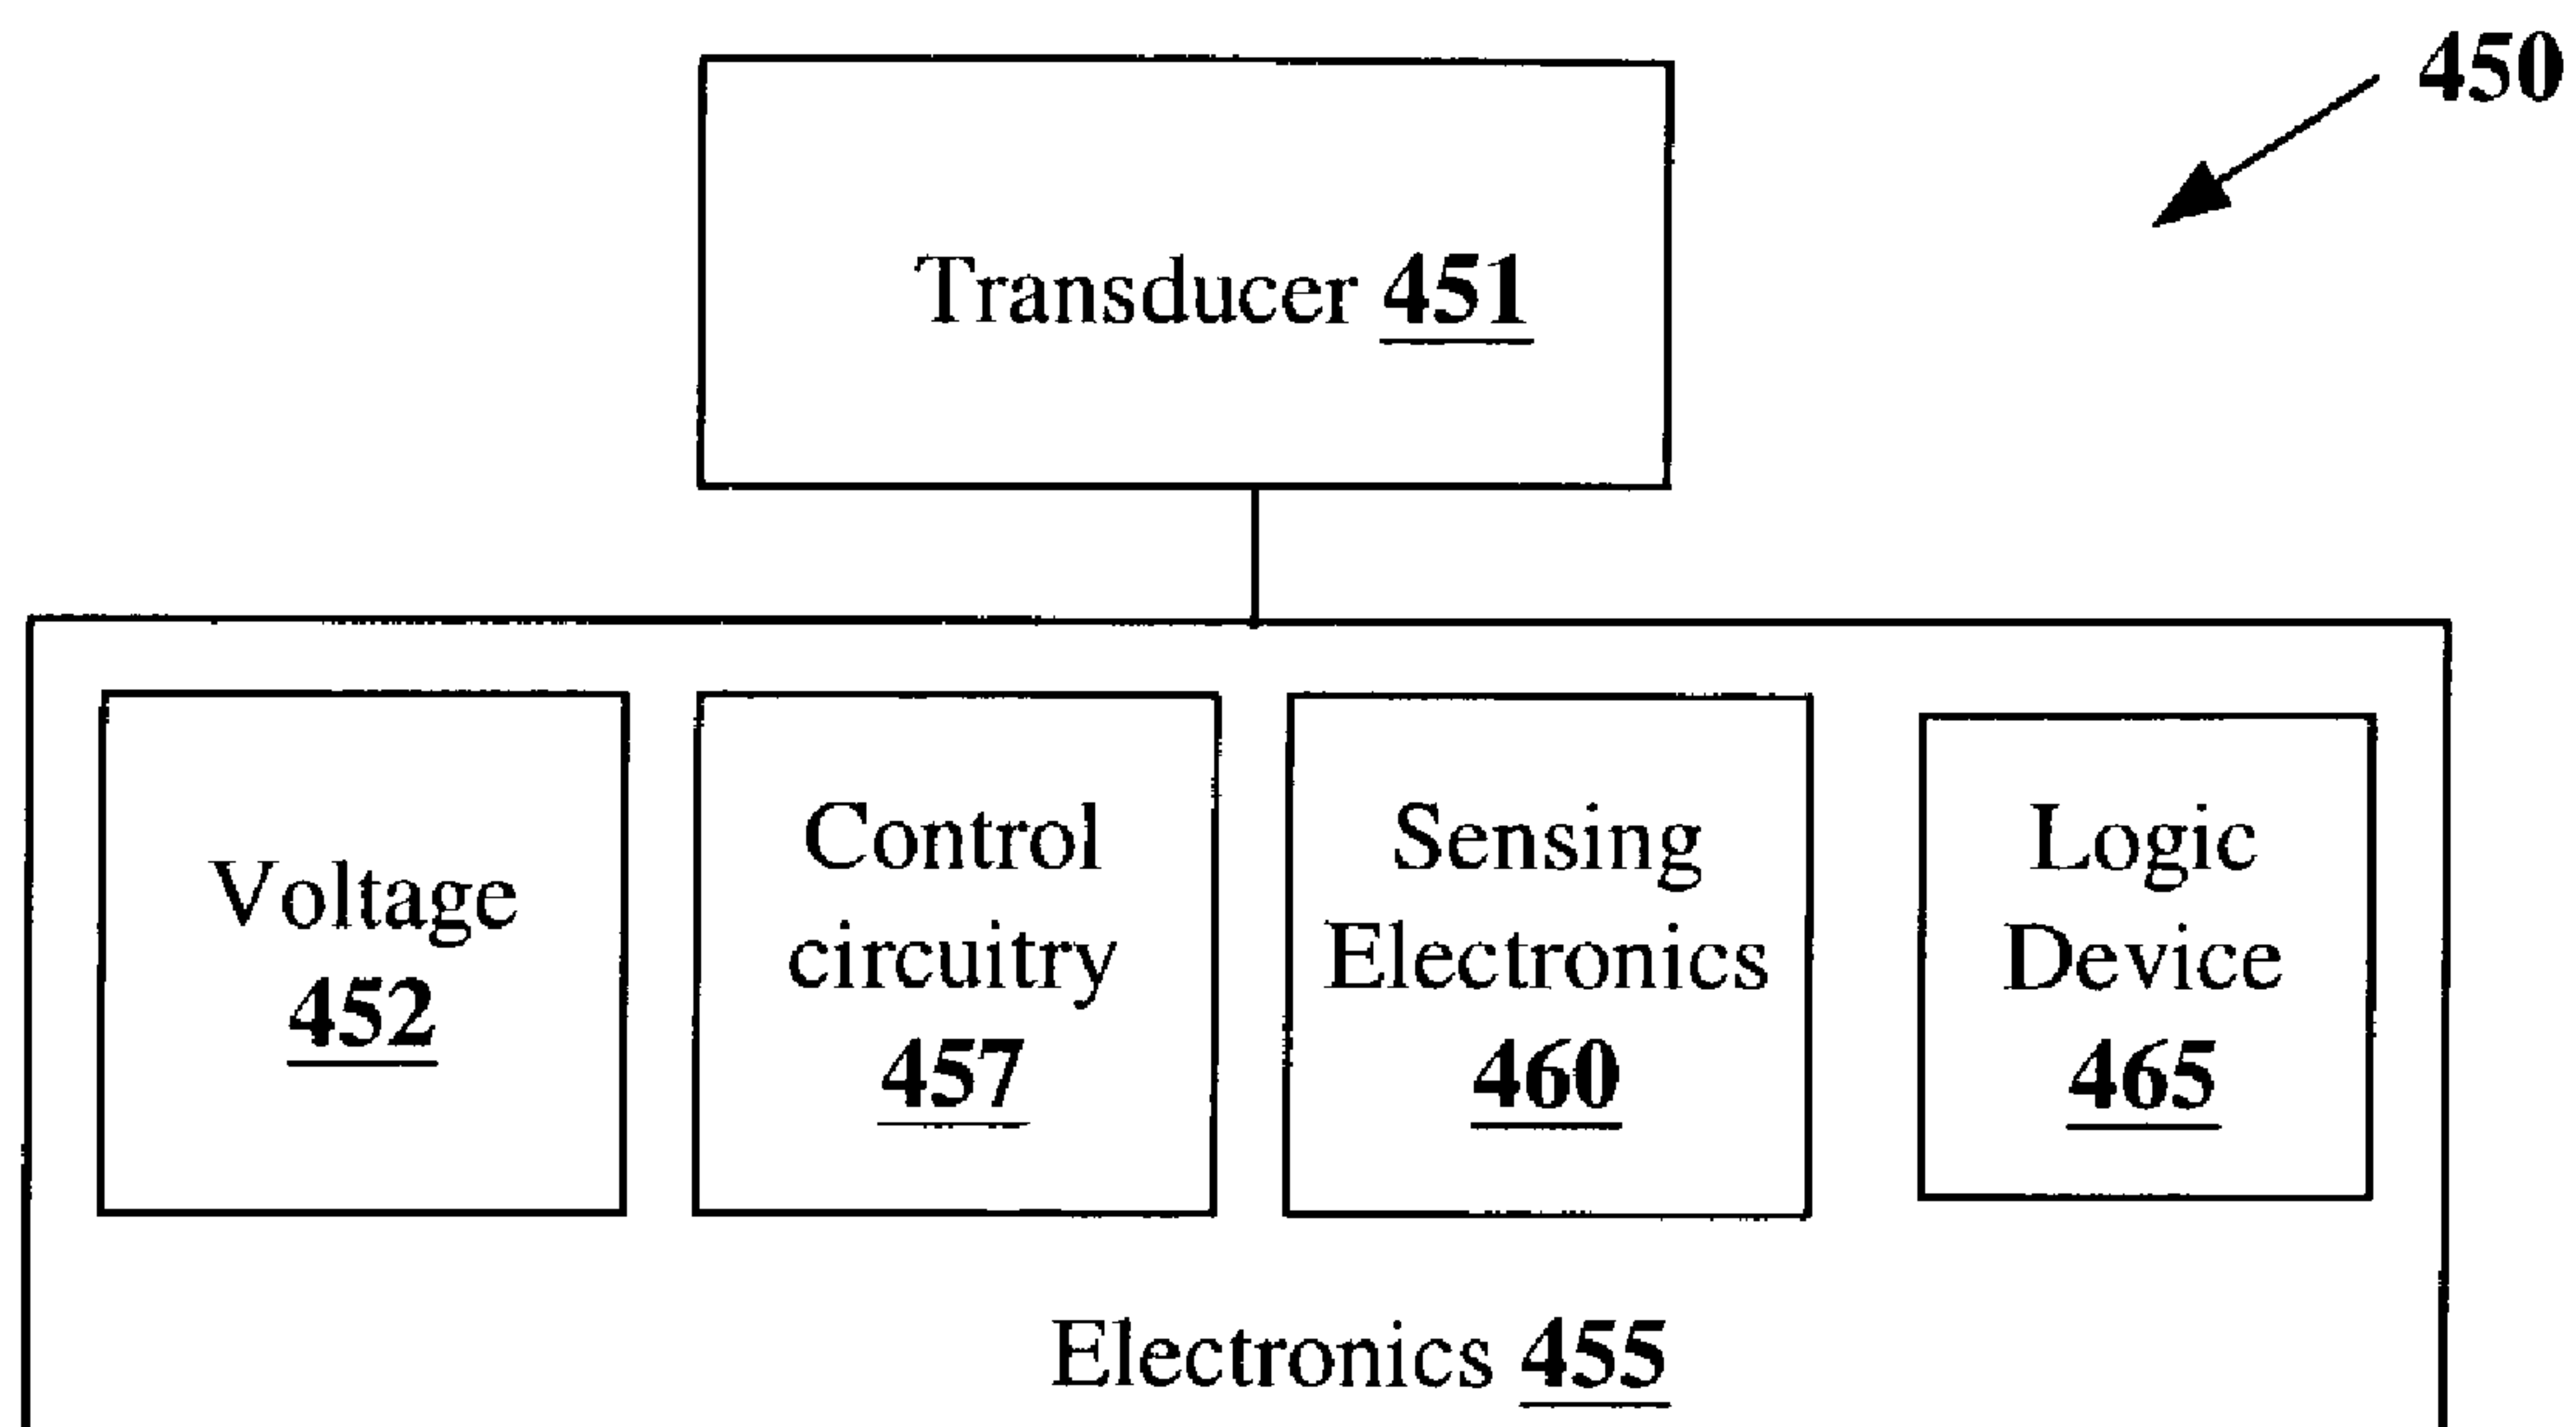 450
Transducer 451
Voltage
452
Control
circuitry
457
Sensing
Electronics
460
Logic
Device
465
Electronics 455